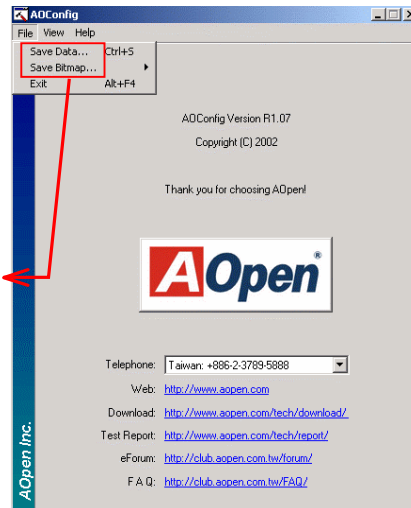 AOConfig
File View Help
Save Data... Ctrl+S
Save Bitmap...
Exit Alt+F4
AOConfig Version R1.07
Copyright (C) 2002
Thank you for choosing AOpen!
AOpen®
Telephone: Taiwan: +886-2-3789-5888
Web: http://www.aopen.com
Download: http://www.aopen.com/tech/download/
Test Report: http://www.aopen.com/tech/report/
eForum: http://club.aopen.com.tw/forum/
F A Q: http://club.aopen.com.tw/FAQ/
AOpen Inc.